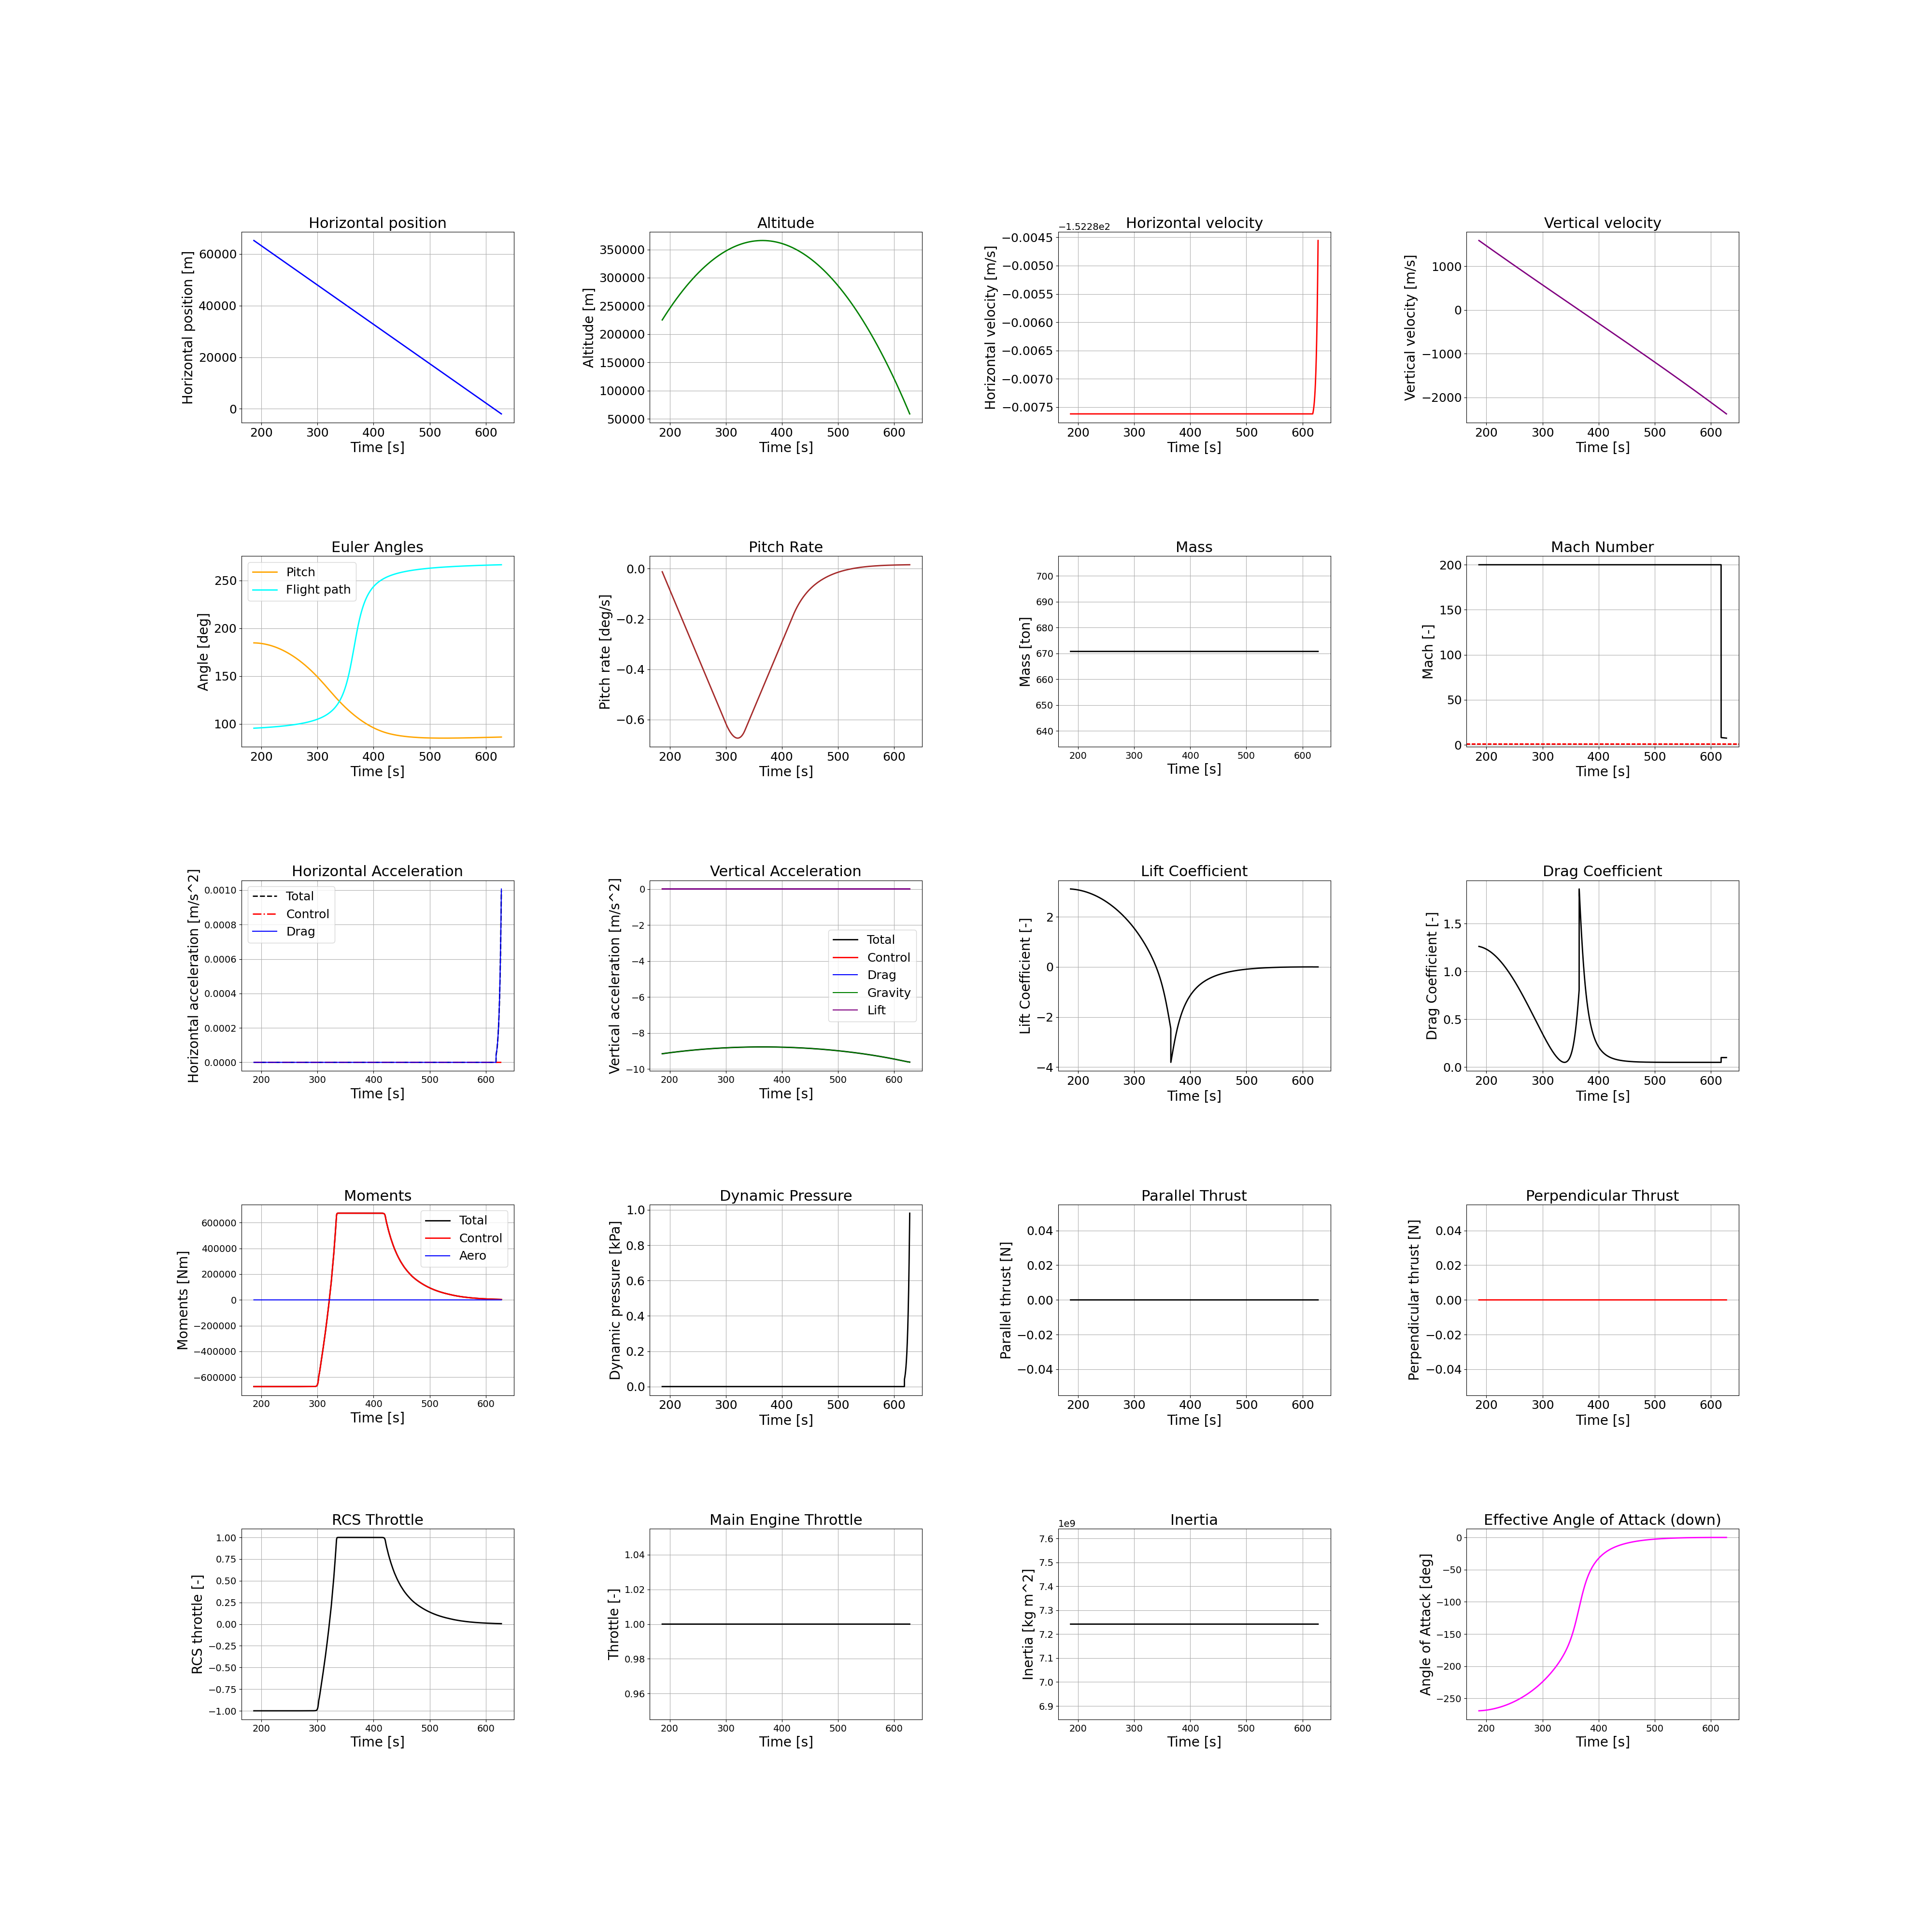 Horizontal position
Horizontal position [m]
60000
40000
20000
0
200 300 400 500 600
Time [s]
Altitude
Altitude [m]
350000
300000
250000
200000
150000
100000
50000
200 300 400 500 600
Time [s]
Horizontal velocity
−1.5228e2
Horizontal velocity [m/s]
−0.0045
−0.0050
−0.0055
−0.0060
−0.0065
−0.0070
−0.0075
200 300 400 500 600
Time [s]
Vertical velocity
Vertical velocity [m/s]
1000
0
−1000
−2000
200 300 400 500 600
Time [s]
Euler Angles
Angle [deg]
250
200
150
100
Pitch
Flight path
200 300 400 500 600
Time [s]
Pitch Rate
Pitch rate [deg/s]
0.0
−0.2
−0.4
−0.6
200 300 400 500 600
Time [s]
Mass
Mass [ton]
700
690
680
670
660
650
640
200 300 400 500 600
Time [s]
Mach Number
Mach [-]
200
150
100
50
0
200 300 400 500 600
Time [s]
Horizontal Acceleration
Horizontal acceleration [m/s^2]
0.0010
0.0008
0.0006
0.0004
0.0002
0.0000
Total
Control
Drag
200 300 400 500 600
Time [s]
Vertical Acceleration
Vertical acceleration [m/s^2]
0
−2
−4
−6
−8
−10
Total
Control
Drag
Gravity
Lift
200 300 400 500 600
Time [s]
Lift Coefficient
Lift Coefficient [-]
2
0
−2
−4
200 300 400 500 600
Time [s]
Drag Coefficient
Drag Coefficient [-]
1.5
1.0
0.5
0.0
200 300 400 500 600
Time [s]
Moments
Moments [Nm]
600000
400000
200000
0
−200000
−400000
−600000
Total
Control
Aero
200 300 400 500 600
Time [s]
Dynamic Pressure
Dynamic pressure [kPa]
1.0
0.8
0.6
0.4
0.2
0.0
200 300 400 500 600
Time [s]
Parallel Thrust
Parallel thrust [N]
0.04
0.02
0.00
−0.02
−0.04
200 300 400 500 600
Time [s]
Perpendicular Thrust
Perpendicular thrust [N]
0.04
0.02
0.00
−0.02
−0.04
200 300 400 500 600
Time [s]
RCS Throttle
RCS throttle [-]
1.00
0.75
0.50
0.25
0.00
−0.25
−0.50
−0.75
−1.00
200 300 400 500 600
Time [s]
Main Engine Throttle
Throttle [-]
1.04
1.02
1.00
0.98
0.96
200 300 400 500 600
Time [s]
Inertia
1e9
Inertia [kg m^2]
7.6
7.5
7.4
7.3
7.2
7.1
7.0
6.9
200 300 400 500 600
Time [s]
Effective Angle of Attack (down)
Angle of Attack [deg]
0
−50
−100
−150
−200
−250
200 300 400 500 600
Time [s]